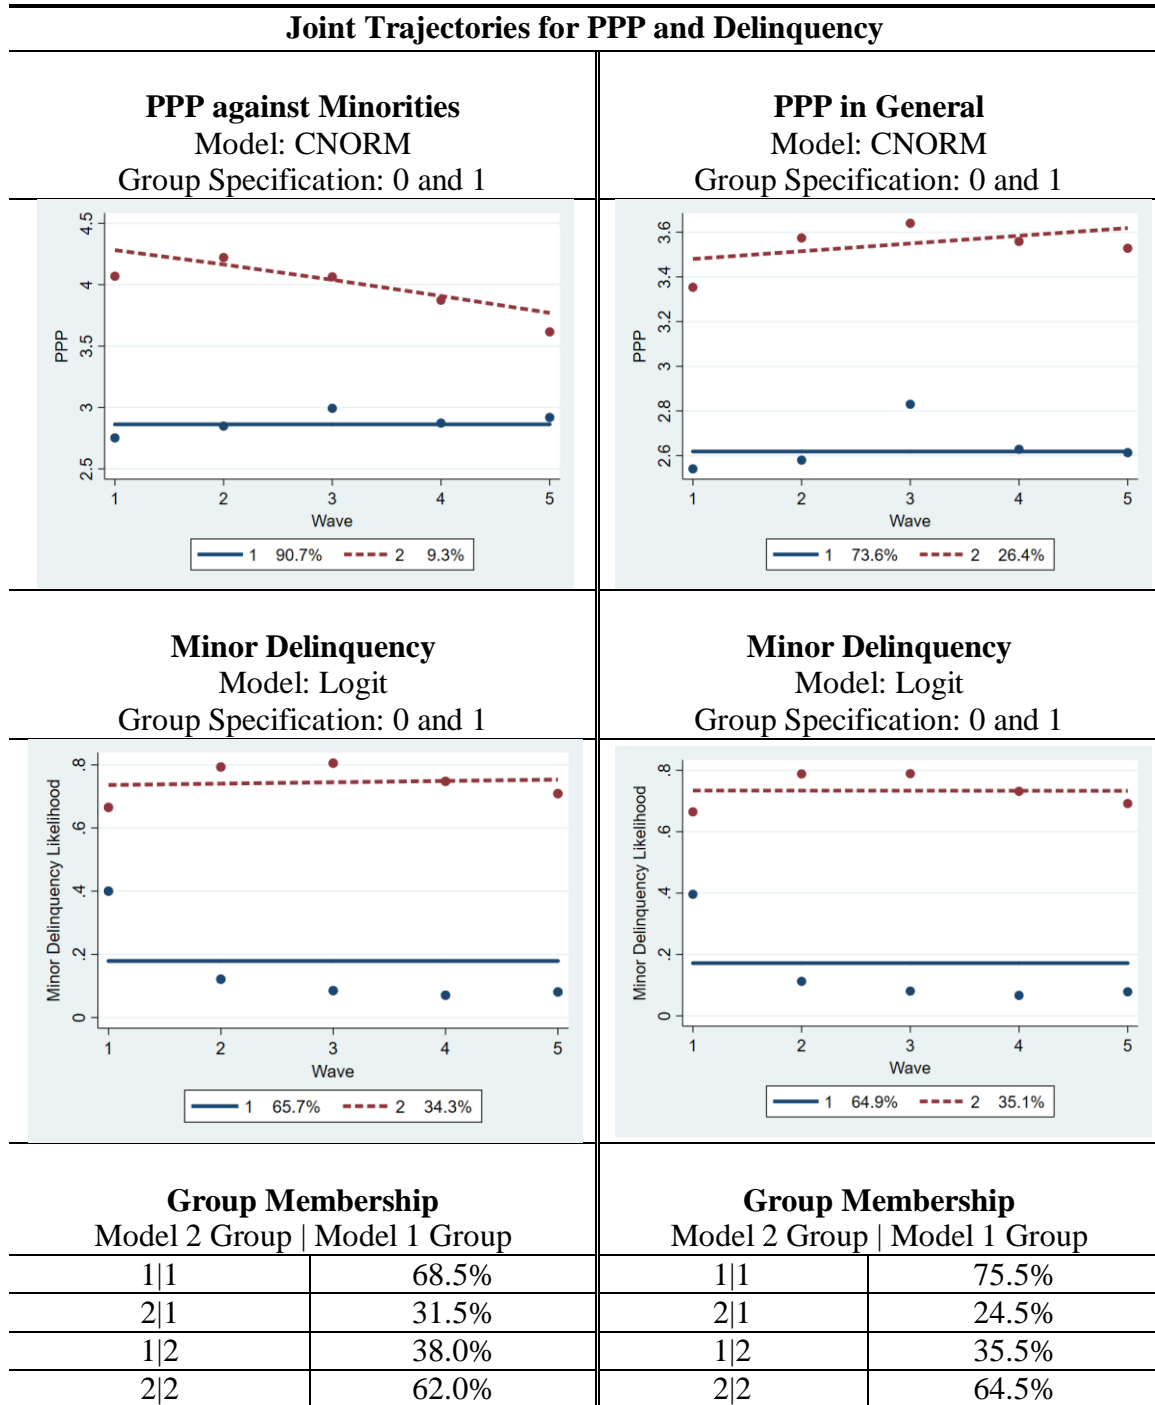 Joint Trajectories for PPP and Delinquency
PPP against Minorities
Model: CNORM
Group Specification: 0 and 1
PPP
4.5
4
3.5
3
2.5
1 2 3 4 5
Wave
1 90.7% 2 9.3%
PPP in General
Model: CNORM
Group Specification: 0 and 1
PPP
3.6
3.4
3.2
3
2.8
2.6
1 2 3 4 5
Wave
1 73.6% 2 26.4%
Minor Delinquency
Model: Logit
Group Specification: 0 and 1
Minor Delinquency Likelihood
.8
.6
.4
.2
0
1 2 3 4 5
Wave
1 65.7% 2 34.3%
Minor Delinquency
Model: Logit
Group Specification: 0 and 1
Minor Delinquency Likelihood
.8
.6
.4
.2
0
1 2 3 4 5
Wave
1 64.9% 2 35.1%
Group Membership
Model 2 Group | Model 1 Group
1|1 68.5%
2|1 31.5%
1|2 38.0%
2|2 62.0%
Group Membership
Model 2 Group | Model 1 Group
1|1 75.5%
2|1 24.5%
1|2 35.5%
2|2 64.5%